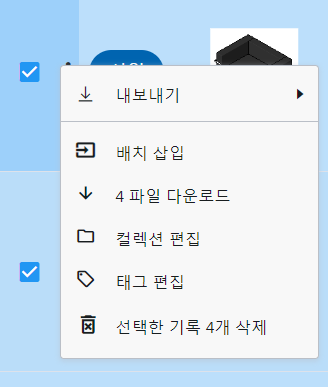 내보내기
배치 삽입
4 파일 다운로드
컬렉션 편집
태그 편집
선택한 기록 4개 삭제